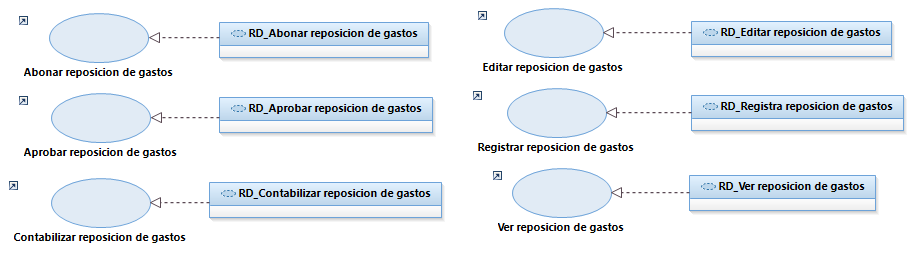 RD_Abonar reposicion de gastos
Abonar reposicion de gastos
RD_Aprobar reposicion de gastos
Aprobar reposicion de gastos
RD_Contabilizar reposicion de gastos
Contabilizar reposicion de gastos
RD_Editar reposicion de gastos
Editar reposicion de gastos
RD_Registra reposicion de gastos
Registrar reposicion de gastos
RD_Ver reposicion de gastos
Ver reposicion de gastos